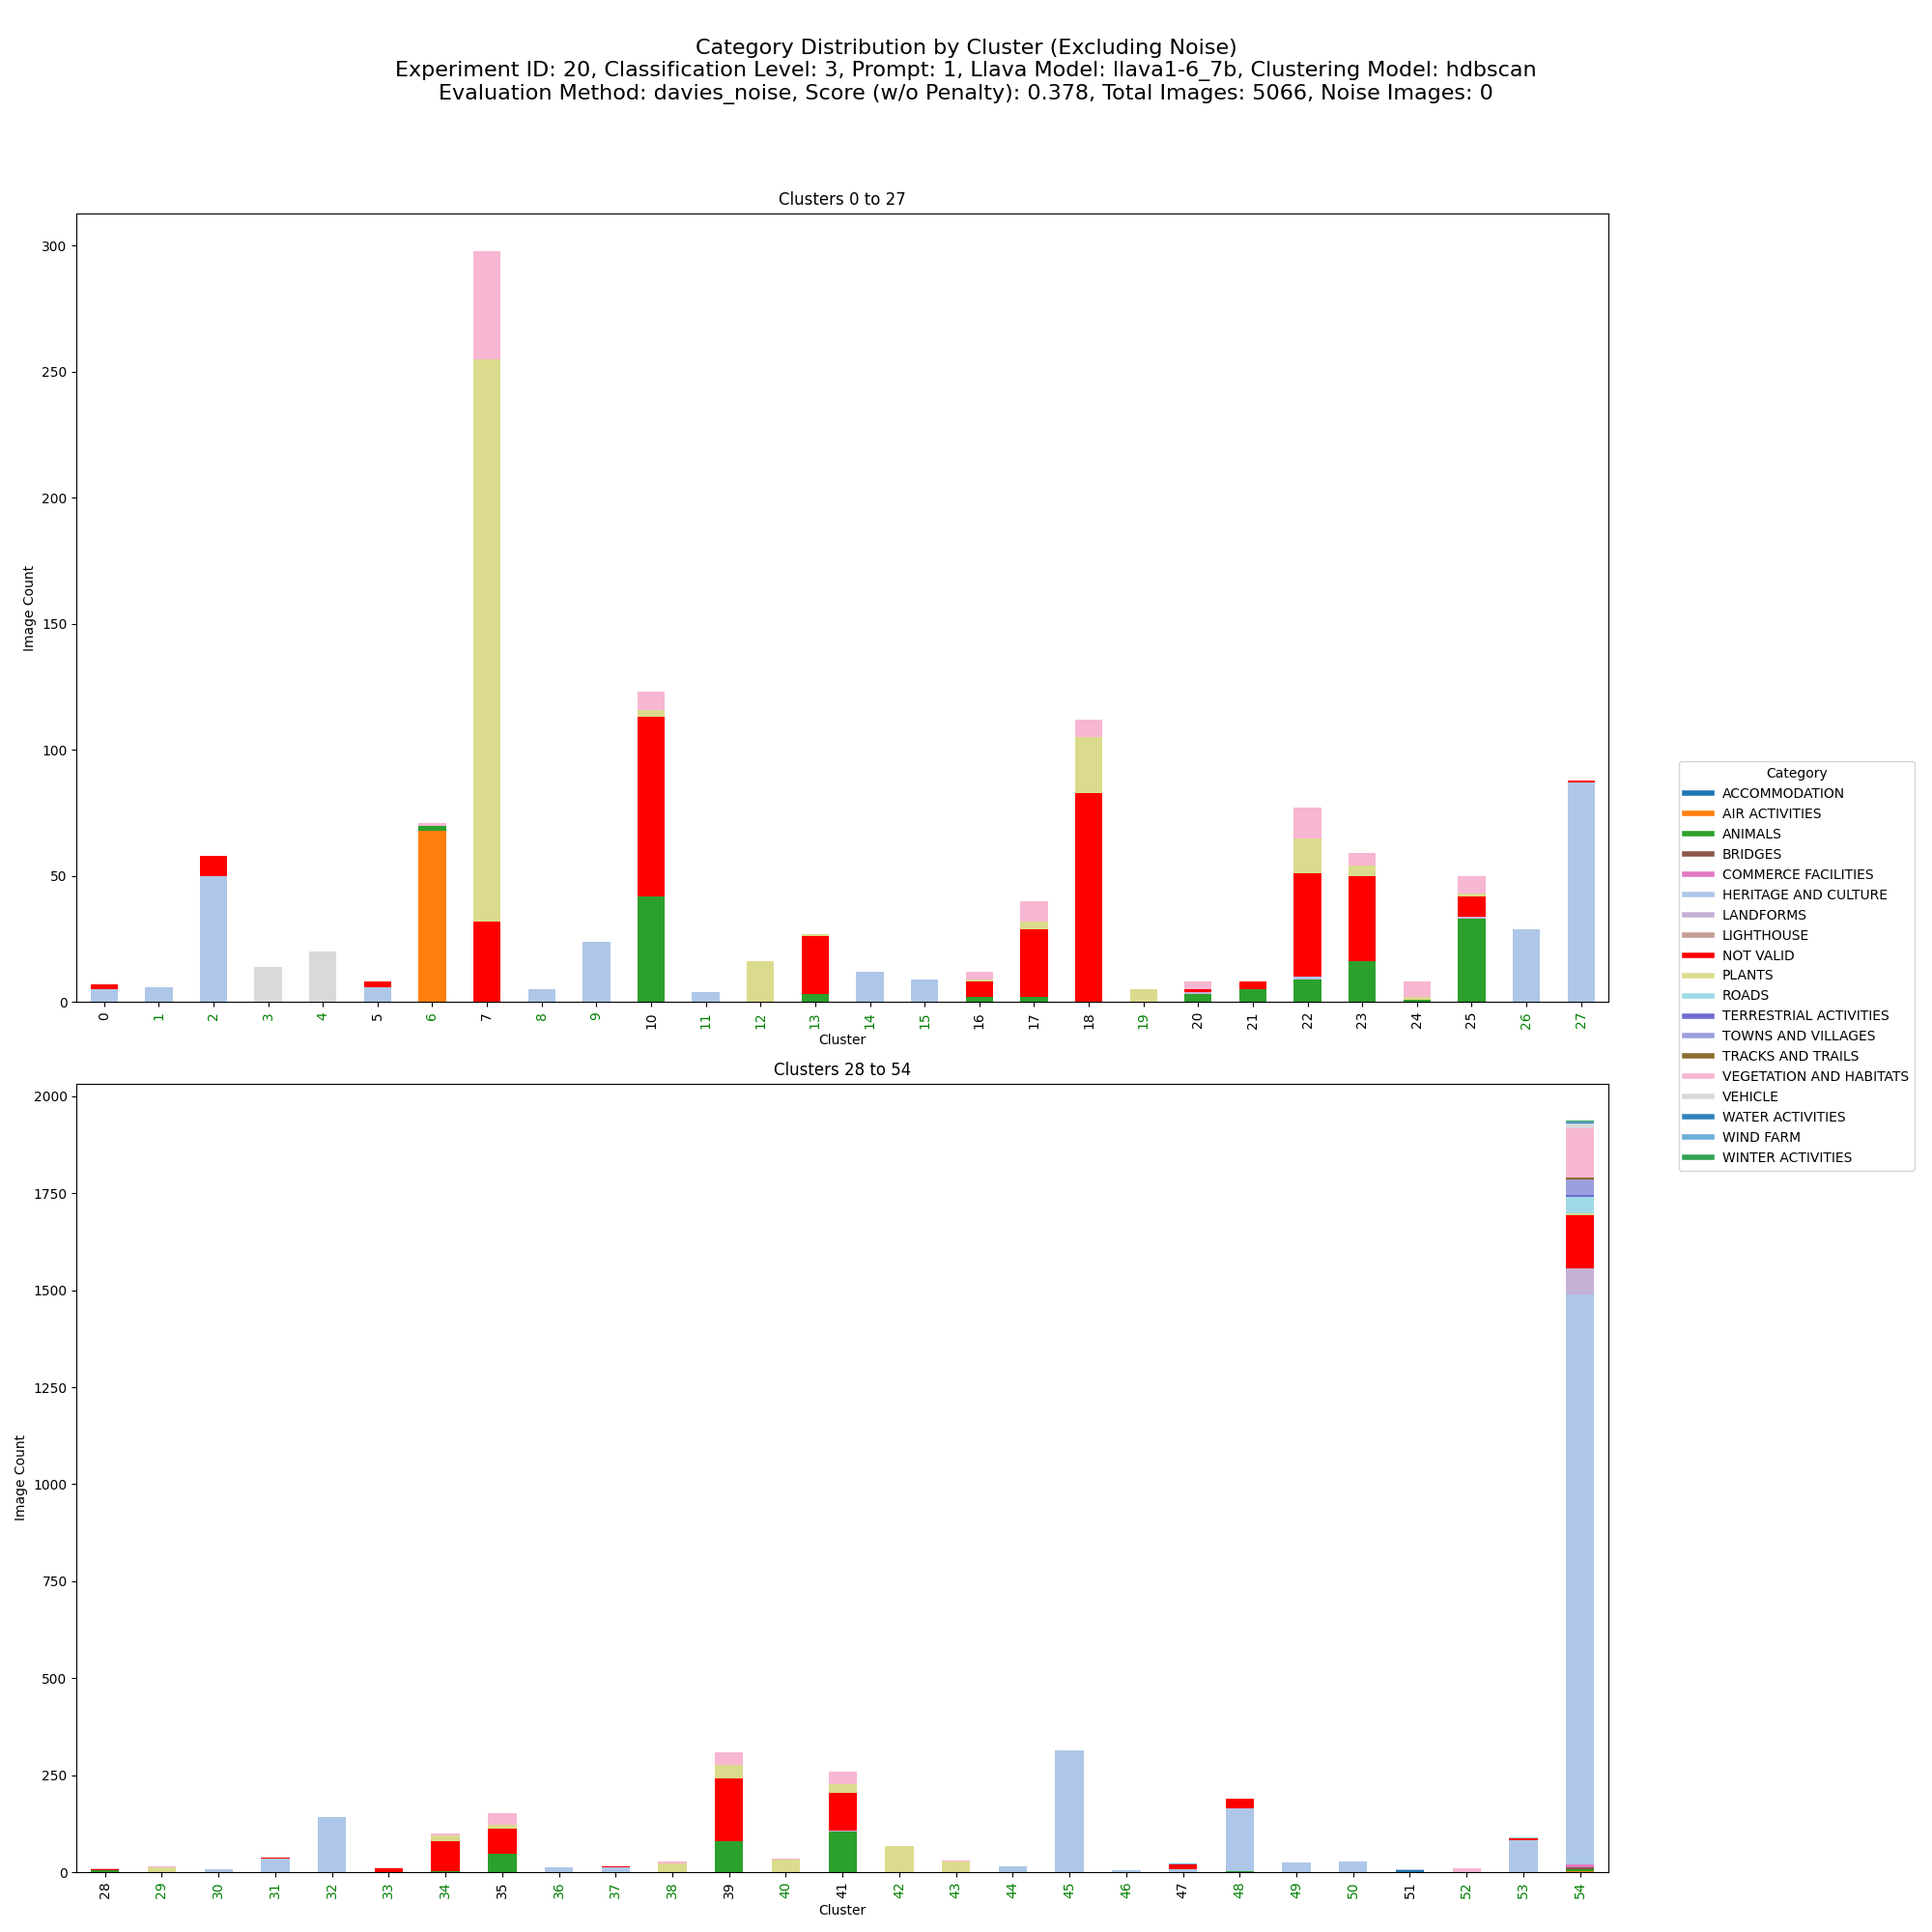 Category Distribution by Cluster (Excluding Noise)
Experiment ID: 20, Classification Level: 3, Prompt: 1, Llava Model: llava1-6_7b, Clustering Model: hdbscan
Evaluation Method: davies_noise, Score (w/o Penalty): 0.378, Total Images: 5066, Noise Images: 0
Clusters 0 to 27
300
250
200
150
100
50
0
Image Count
0 1 2 3 4 5 6 7 8 9 10 11 12 13 14 15 16 17 18 19 20 21 22 23 24 25 26 27
Cluster
Category
ACCOMMODATION
AIR ACTIVITIES
ANIMALS
BRIDGES
COMMERCE FACILITIES
HERITAGE AND CULTURE
LANDFORMS
LIGHTHOUSE
NOT VALID
PLANTS
ROADS
TERRESTRIAL ACTIVITIES
TOWNS AND VILLAGES
TRACKS AND TRAILS
VEGETATION AND HABITATS
VEHICLE
WATER ACTIVITIES
WIND FARM
WINTER ACTIVITIES
Clusters 28 to 54
2000
1750
1500
1250
1000
750
500
250
0
Image Count
28 29 30 31 32 33 34 35 36 37 38 39 40 41 42 43 44 45 46 47 48 49 50 51 52 53 54
Cluster